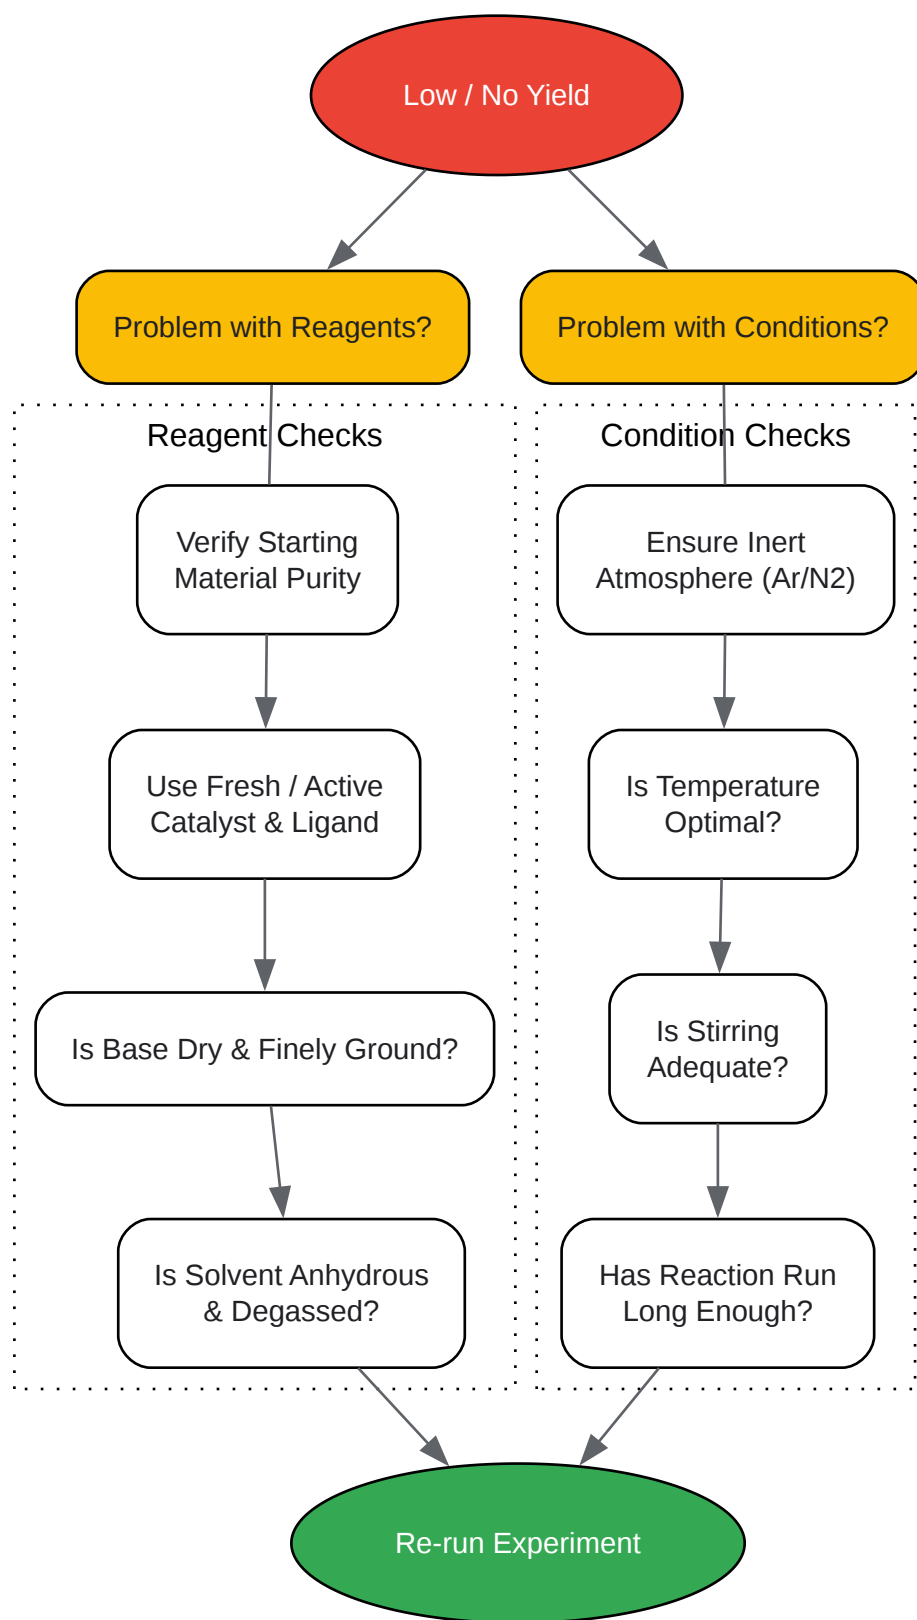 Low / No Yield
Problem with Reagents?
Problem with Conditions?
Reagent Checks
Verify Starting
Material Purity
Use Fresh / Active
Catalyst & Ligand
Is Base Dry & Finely Ground?
Is Solvent Anhydrous
& Degassed?
Condition Checks
Ensure Inert
Atmosphere (Ar/N2)
Is Temperature
Optimal?
Is Stirring
Adequate?
Has Reaction Run
Long Enough?
Re-run Experiment